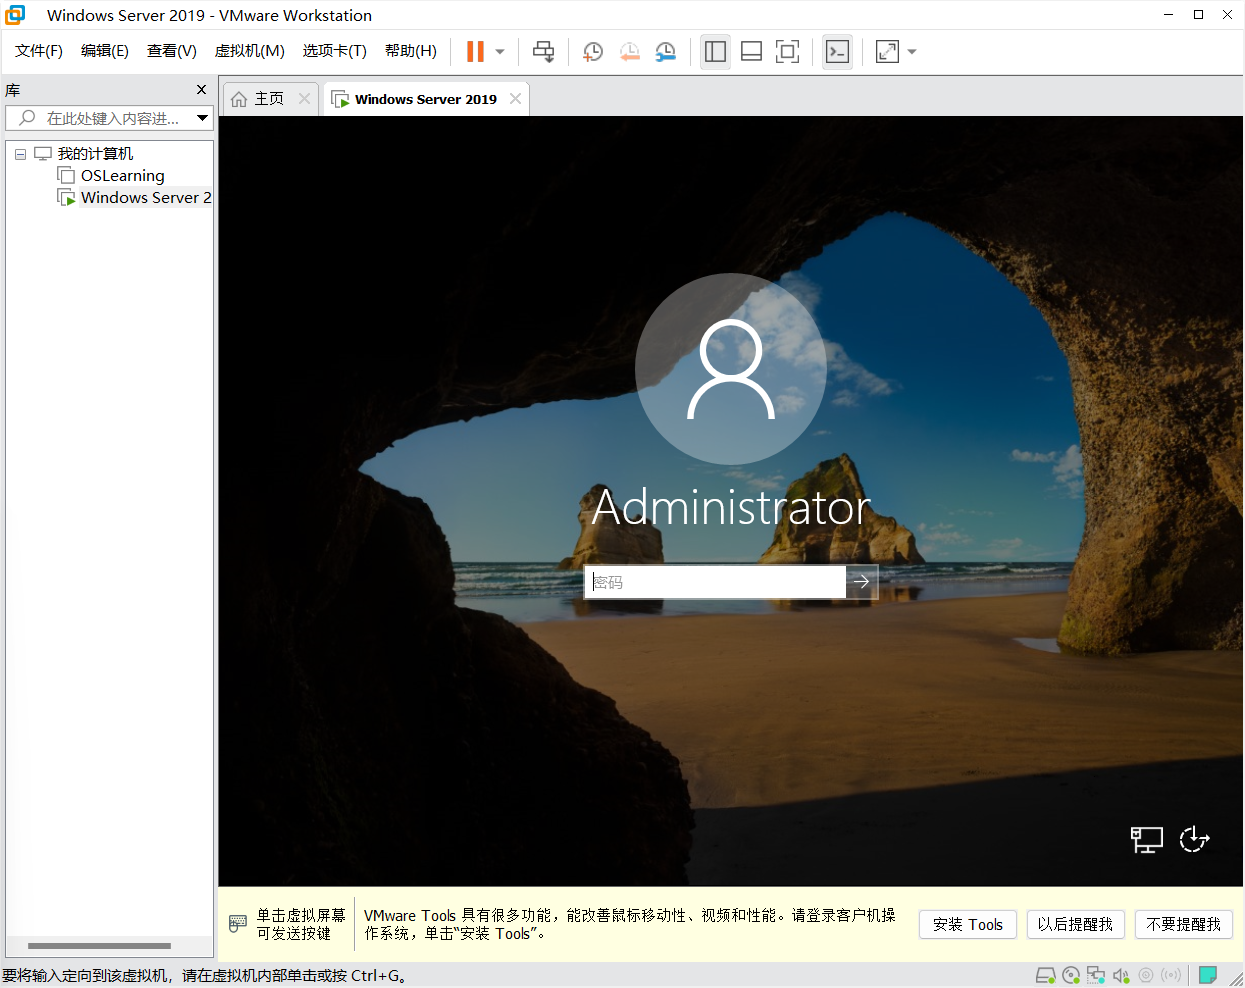 Windows Server 2019 - VMware Workstation
文件(F) 编辑(E) 查看(V) 虚拟机(M) 选项卡(T) 帮助(H)
库
主页
Windows Server 2019
在此处键入内容进...
我的计算机
OSLearning
Windows Server 2
Administrator
密码
单击虚拟屏幕
可发送按键
VMware Tools 具有很多功能，能改善鼠标移动性、视频和性能。请登录客户机操
作系统，单击“安装 Tools”。
安装 Tools
以后提醒我
不要提醒我
要将输入定向到该虚拟机，请在虚拟机内部单击或按 Ctrl+G。